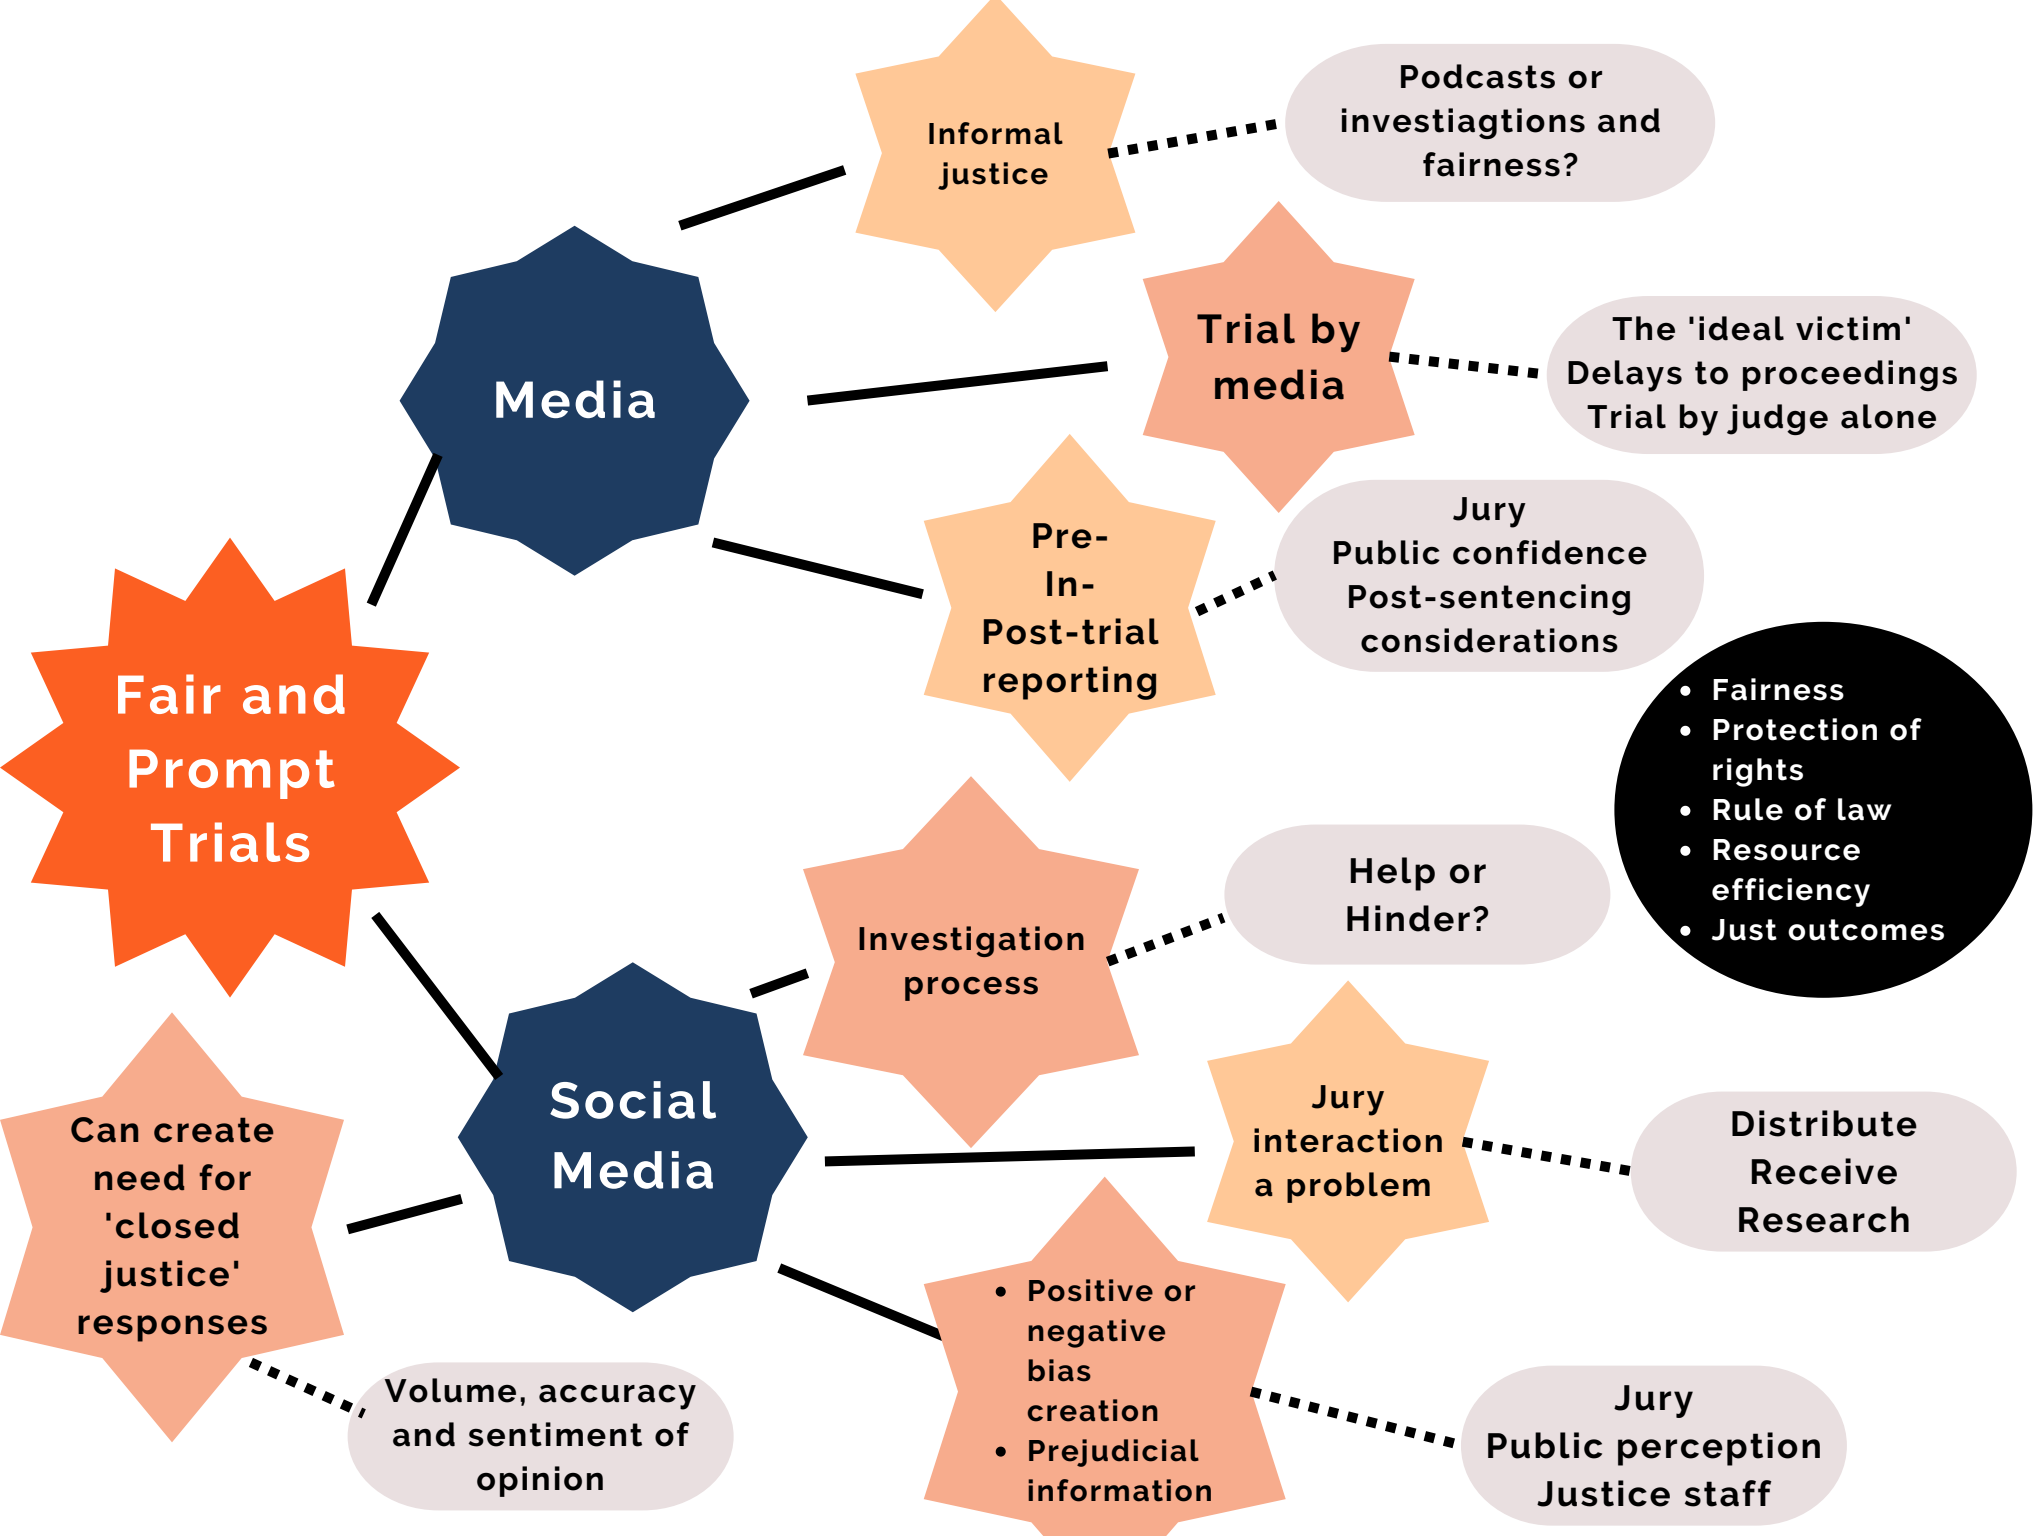 Informal
justice
Podcasts or
investiagtions and
fairness?
Media
Trial by
media
The 'ideal victim'
Delays to proceedings
Trial by judge alone
Pre-
In-
Post-trial
reporting
Jury
Public confidence
Post-sentencing
considerations
Fair and
Prompt
Trials
• Fairness
• Protection of
rights
• Rule of law
• Resource
efficiency
• Just outcomes
Investigation
process
Help or
Hinder?
Social
Media
Jury
interaction
a problem
Distribute
Receive
Research
Can create
need for
'closed
justice'
responses
Volume, accuracy
and sentiment of
opinion
• Positive or
negative
bias
creation
• Prejudicial
information
Jury
Public perception
Justice staff